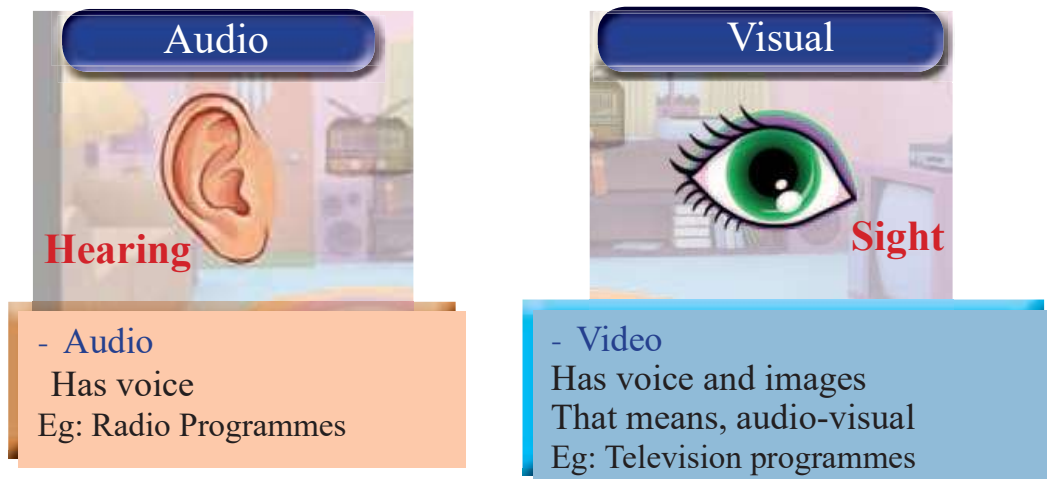 Audio
Hearing
- Audio
Has voice
Eg: Radio Programmes
Visual
Sight
- Video
Has voice and images
That means, audio-visual
Eg: Television programmes